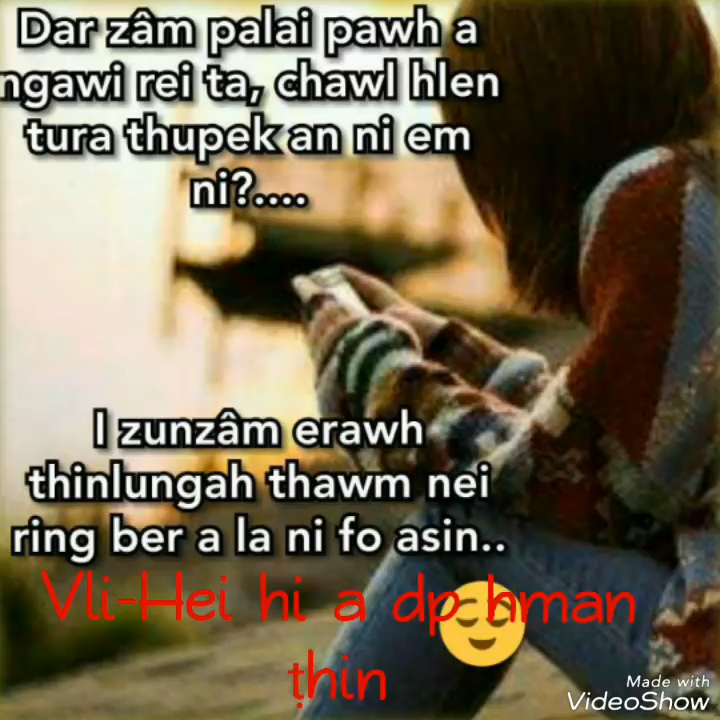 Dar zâm palai pawh a
ngawi rei ta, chawl hlen
tura thupek an ni em
ni?....
I zunzâm erawh
thinlungah thawm nei
ring ber a la ni fo asin..
Vli-Hei hi a dp hman
ṭhin
Made with
VideoShow